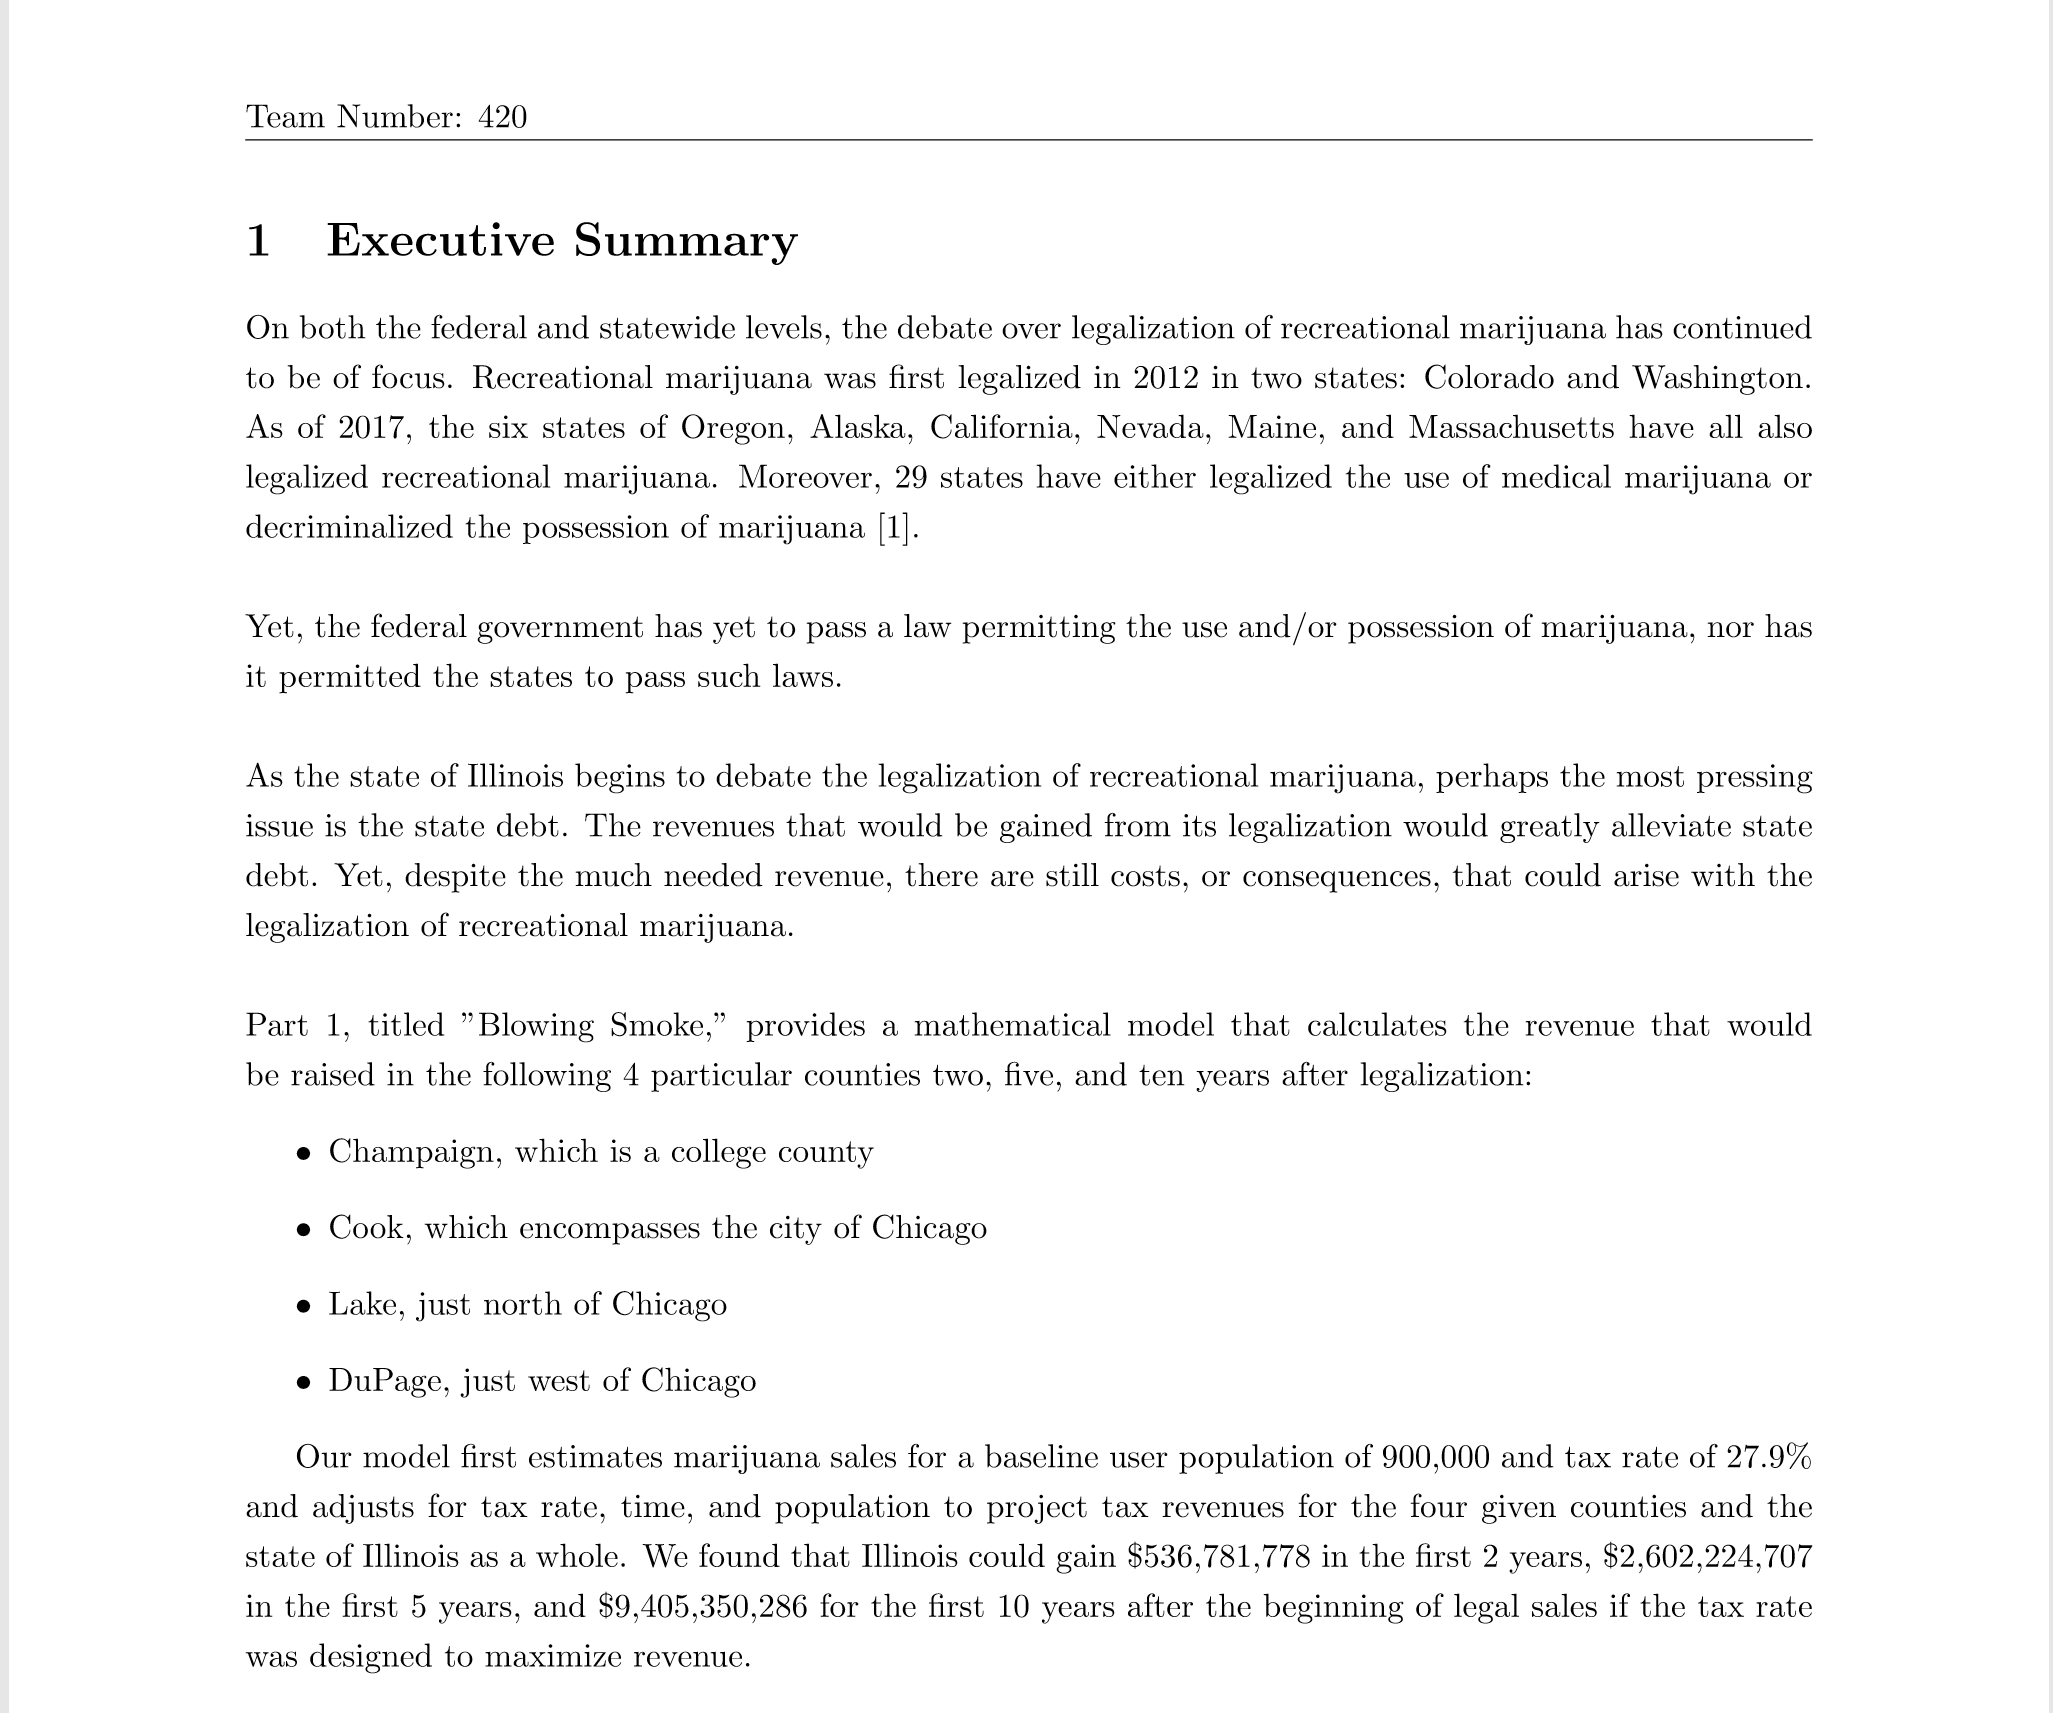 Team Number: 420
1 Executive Summary
On both the federal and statewide levels, the debate over legalization of recreational marijuana has continued
to be of focus. Recreational marijuana was first legalized in 2012 in two states: Colorado and Washington.
As of 2017, the six states of Oregon, Alaska, California, Nevada, Maine, and Massachusetts have all also
legalized recreational marijuana. Moreover, 29 states have either legalized the use of medical marijuana or
decriminalized the possession of marijuana [1].
Yet, the federal government has yet to pass a law permitting the use and/or possession of marijuana, nor has
it permitted the states to pass such laws.
As the state of Illinois begins to debate the legalization of recreational marijuana, perhaps the most pressing
issue is the state debt. The revenues that would be gained from its legalization would greatly alleviate state
debt. Yet, despite the much needed revenue, there are still costs, or consequences, that could arise with the
legalization of recreational marijuana.
Part 1, titled ”Blowing Smoke,” provides a mathematical model that calculates the revenue that would
be raised in the following 4 particular counties two, five, and ten years after legalization:
• Champaign, which is a college county
• Cook, which encompasses the city of Chicago
• Lake, just north of Chicago
• DuPage, just west of Chicago
Our model first estimates marijuana sales for a baseline user population of 900,000 and tax rate of 27.9%
and adjusts for tax rate, time, and population to project tax revenues for the four given counties and the
state of Illinois as a whole. We found that Illinois could gain $536,781,778 in the first 2 years, $2,602,224,707
in the first 5 years, and $9,405,350,286 for the first 10 years after the beginning of legal sales if the tax rate
was designed to maximize revenue.